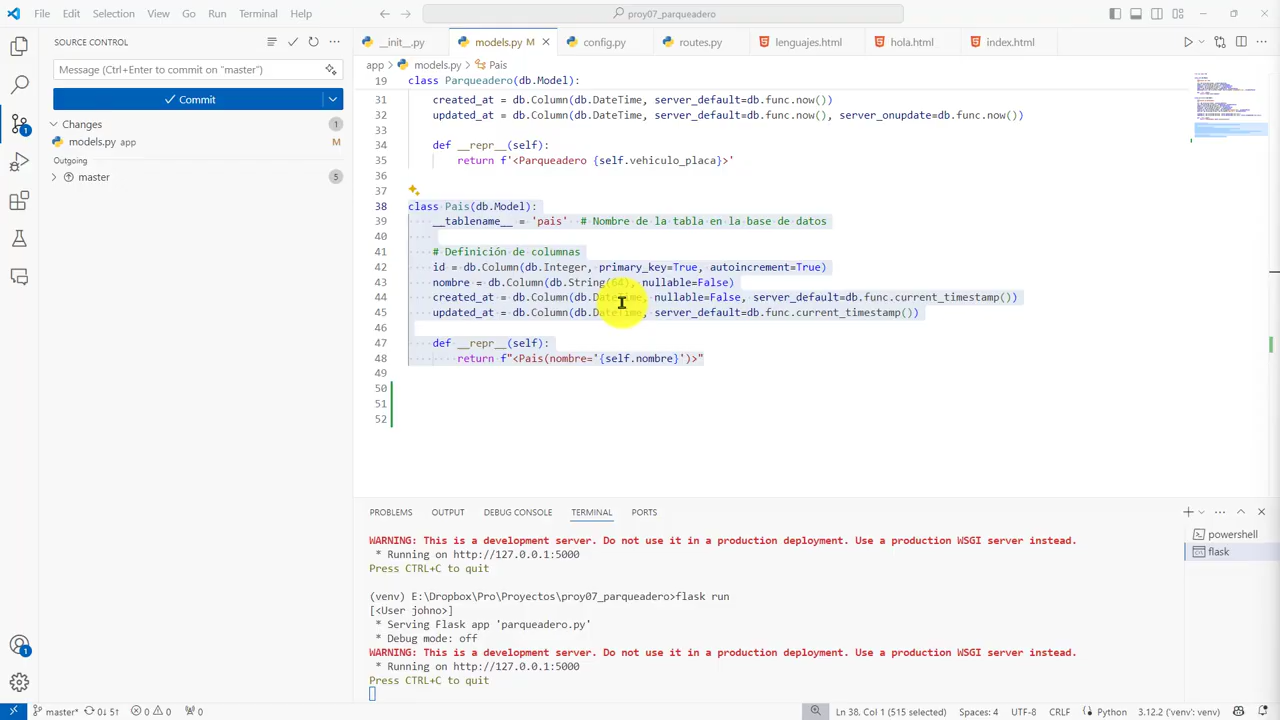 File Edit Selection View Go Run Terminal Help
proy07_parqueadero
SOURCE CONTROL
Message (Ctrl+Enter to commit on "master")
Commit
Changes 1
models.py app M
Outgoing
master 5
__init__.py models.py M config.py routes.py lenguajes.html hola.html index.html
app > models.py > Pais
19 class Parqueadero(db.Model):
31 created_at = db.Column(db.DateTime, server_default=db.func.now())
32 updated_at = db.Column(db.DateTime, server_default=db.func.now(), server_onupdate=db.func.now())
33
34 def __repr__(self):
35 return f'<Parqueadero {self.vehiculo_placa}>'
36
37
38 class Pais(db.Model):
39 __tablename__ = 'pais' # Nombre de la tabla en la base de datos
40
41 # Definición de columnas
42 id = db.Column(db.Integer, primary_key=True, autoincrement=True)
43 nombre = db.Column(db.String(64), nullable=False)
44 created_at = db.Column(db.DateTime, nullable=False, server_default=db.func.current_timestamp())
45 updated_at = db.Column(db.DateTime, server_default=db.func.current_timestamp())
46
47 def __repr__(self):
48 return f"<Pais(nombre='{self.nombre}')>"
49
50
51
52
PROBLEMS OUTPUT DEBUG CONSOLE TERMINAL PORTS
WARNING: This is a development server. Do not use it in a production deployment. Use a production WSGI server instead.
* Running on http://127.0.0.1:5000
Press CTRL+C to quit
(venv) E:\Dropbox\Pro\Proyectos\proy07_parqueadero>flask run
[<User johno>]
* Serving Flask app 'parqueadero.py'
* Debug mode: off
WARNING: This is a development server. Do not use it in a production deployment. Use a production WSGI server instead.
* Running on http://127.0.0.1:5000
Press CTRL+C to quit
powershell
flask
1
1
master* 0↓ 5↑ 0 0 0 Ln 38, Col 1 (515 selected) Spaces: 4 UTF-8 CRLF Python 3.12.2 ('venv': venv)